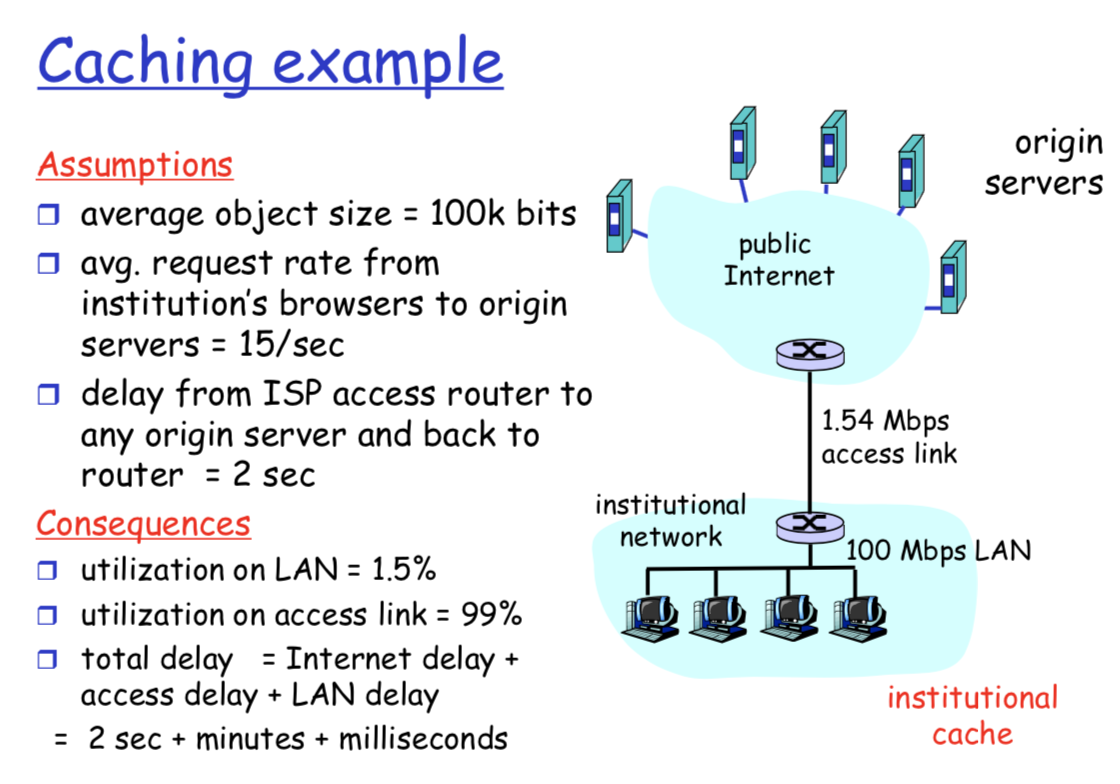 Caching example
Assumptions
average object size = 100k bits
avg. request rate from
institution's browsers to origin
servers = 15/sec
delay from ISP access router to
any origin server and back to
router = 2 sec
Consequences
utilization on LAN = 1.5%
utilization on access link = 99%
total delay = Internet delay +
access delay + LAN delay
= 2 sec + minutes + milliseconds
origin
servers
public
Internet
1.54 Mbps
access link
institutional
network
100 Mbps LAN
institutional
cache